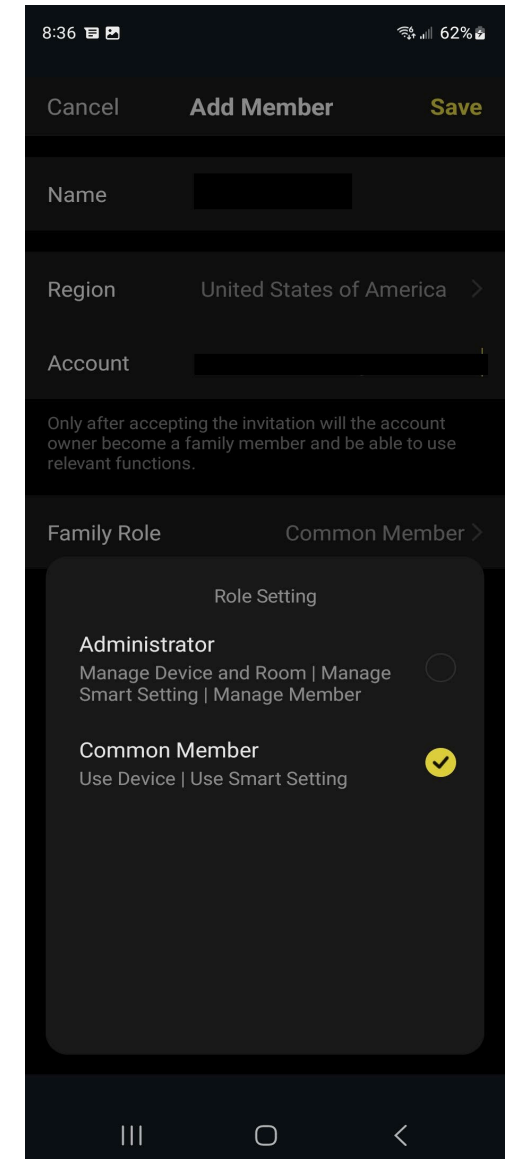 8:36 62%
Cancel Add Member Save
Name
Region United States of America
Account
Only after accepting the invitation will the account
owner become a family member and be able to use
relevant functions.
Family Role Common Member
Role Setting
Administrator
Manage Device and Room | Manage
Smart Setting | Manage Member
Common Member
Use Device | Use Smart Setting